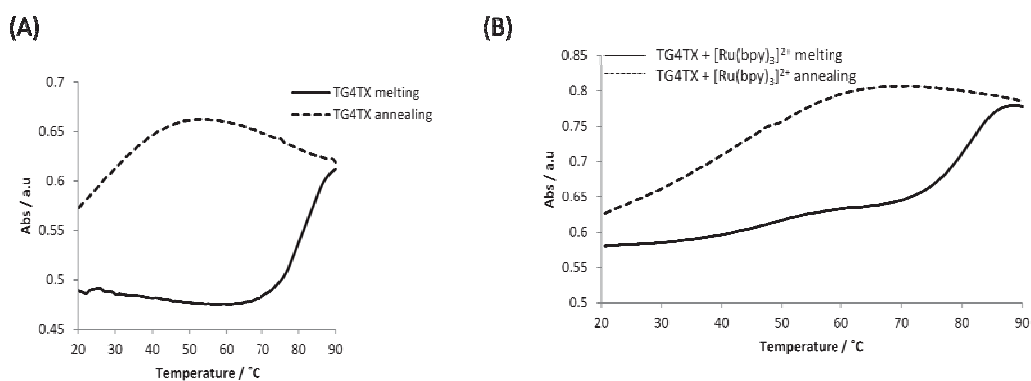 (A)
0.7
0.65
0.6
0.55
0.5
0.45
Abs / a.u
20 30 40 50 60 70 80 90
Temperature / ˚C
TG4TX melting
TG4TX annealing
(B)
0.85
0.8
0.75
0.7
0.65
0.6
0.55
0.5
Abs / a.u
20 30 40 50 60 70 80 90
Temperature / ˚C
TG4TX + [Ru(bpy)₃]²⁺ melting
TG4TX + [Ru(bpy)₃]²⁺ annealing